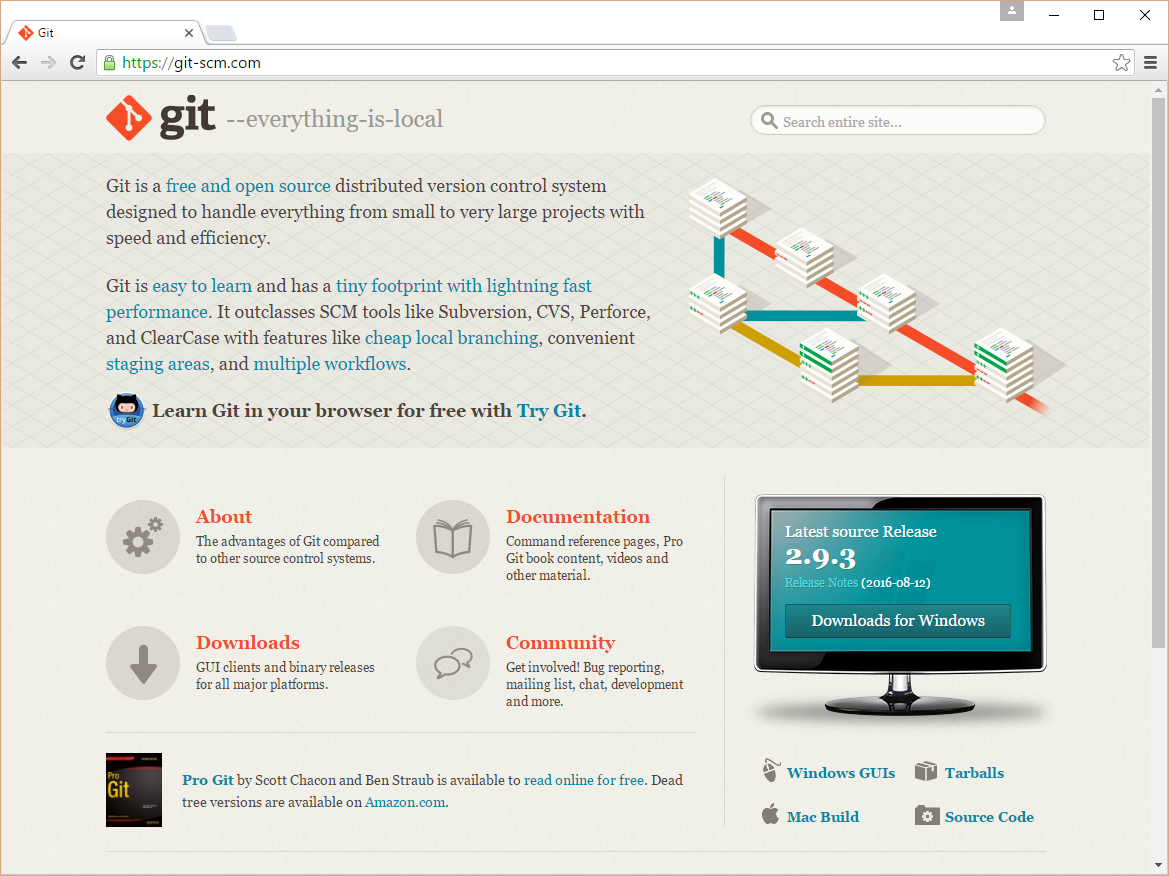 Git
https://git-scm.com
git --everything-is-local
Search entire site...
Git is a free and open source distributed version control system
designed to handle everything from small to very large projects with
speed and efficiency.
Git is easy to learn and has a tiny footprint with lightning fast
performance. It outclasses SCM tools like Subversion, CVS, Perforce,
and ClearCase with features like cheap local branching, convenient
staging areas, and multiple workflows.
tryGit
Learn Git in your browser for free with Try Git.
About
The advantages of Git compared
to other source control systems.
Documentation
Command reference pages, Pro
Git book content, videos and
other material.
Downloads
GUI clients and binary releases
for all major platforms.
Community
Get involved! Bug reporting,
mailing list, chat, development
and more.
Latest source Release
2.9.3
Release Notes (2016-08-12)
Downloads for Windows
Pro
Git
Pro Git by Scott Chacon and Ben Straub is available to read online for free. Dead
tree versions are available on Amazon.com.
Windows GUIs
Tarballs
Mac Build
Source Code